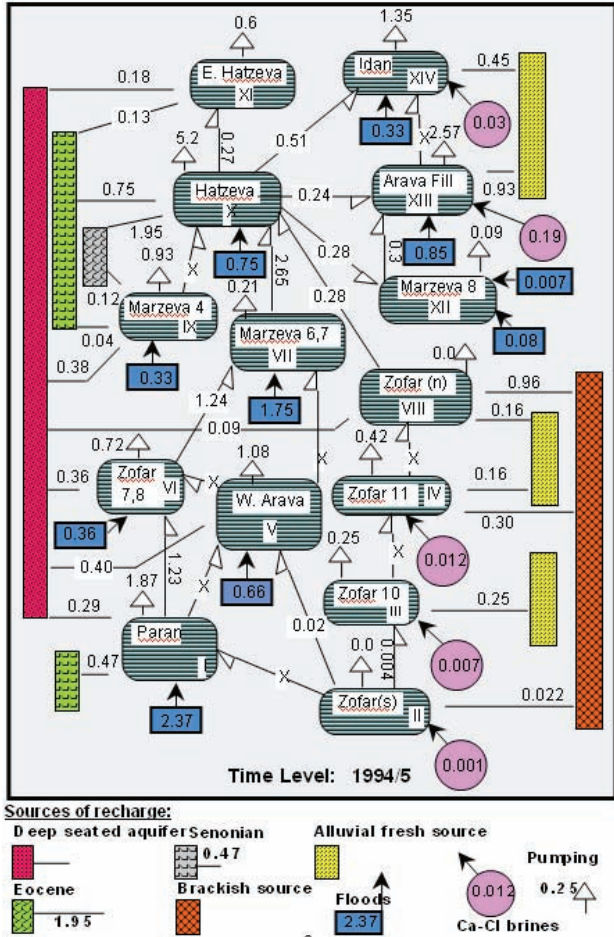 0.6
1.35
0.18
E. Hatzeva
XI
Idan
XIV
0.45
0.13
0.27
0.51
0.33
0.03
5.2
X
2.57
0.75
Hatzeva
X
0.24
Arava Fill
XIII
0.93
1.95
0.93
X
0.75
2.65
0.28
0.3
0.85
0.19
0.09
0.12
Marzeva 4
IX
0.21
0.28
Marzeva 8
XII
0.007
0.04
Marzeva 6,7
VII
0.08
0.38
0.33
1.75
0.0
Zofar (n)
VIII
0.96
1.24
0.09
0.16
0.72
1.08
X
0.42
X
0.36
Zofar
7,8
VI
X
W. Arava
V
Zofar 11
IV
0.16
0.30
0.36
1.23
0.40
X
0.66
0.25
X
0.012
1.87
0.29
Zofar 10
III
0.25
Paran
I
0.02
0.004
0.007
0.47
X
0.0
0.022
2.37
Zofar(s)
II
0.001
Time Level: 1994/5
Sources of recharge:
Deep seated aquifer
Senonian
0.47
Alluvial fresh source
Pumping
0.25
Eocene
1.95
Brackish source
Floods
2.37
0.012
Ca-Cl brines